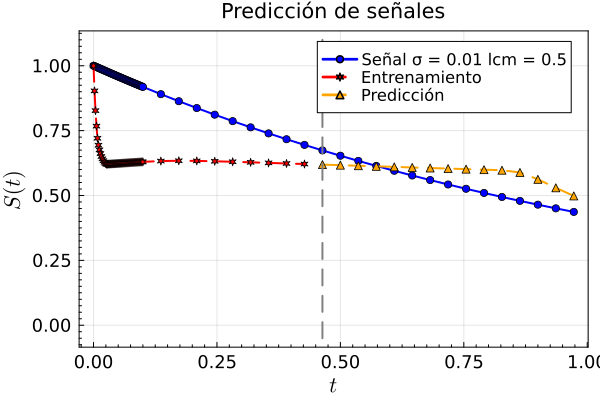 Predicción de señales
Señal σ = 0.01 lcm = 0.5
Entrenamiento
Predicción
1.00
0.75
0.50
0.25
0.00
S(t)
0.00 0.25 0.50 0.75 1.00
t